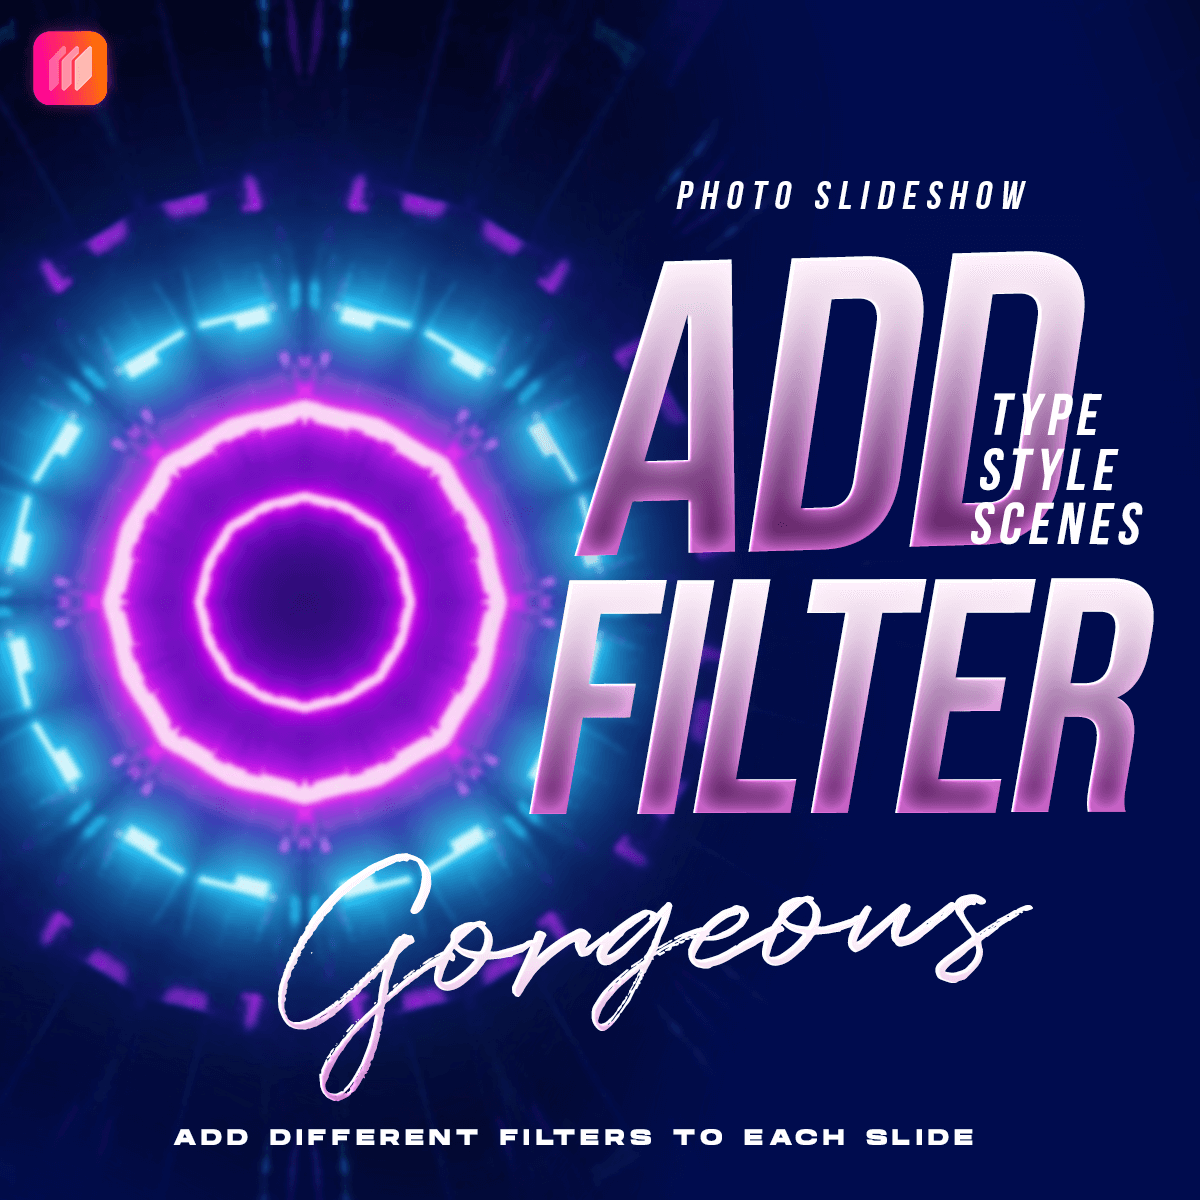 PHOTO SLIDESHOW
ADD
TYPE
STYLE
SCENES
FILTER
Gorgeous
ADD DIFFERENT FILTERS TO EACH SLIDE